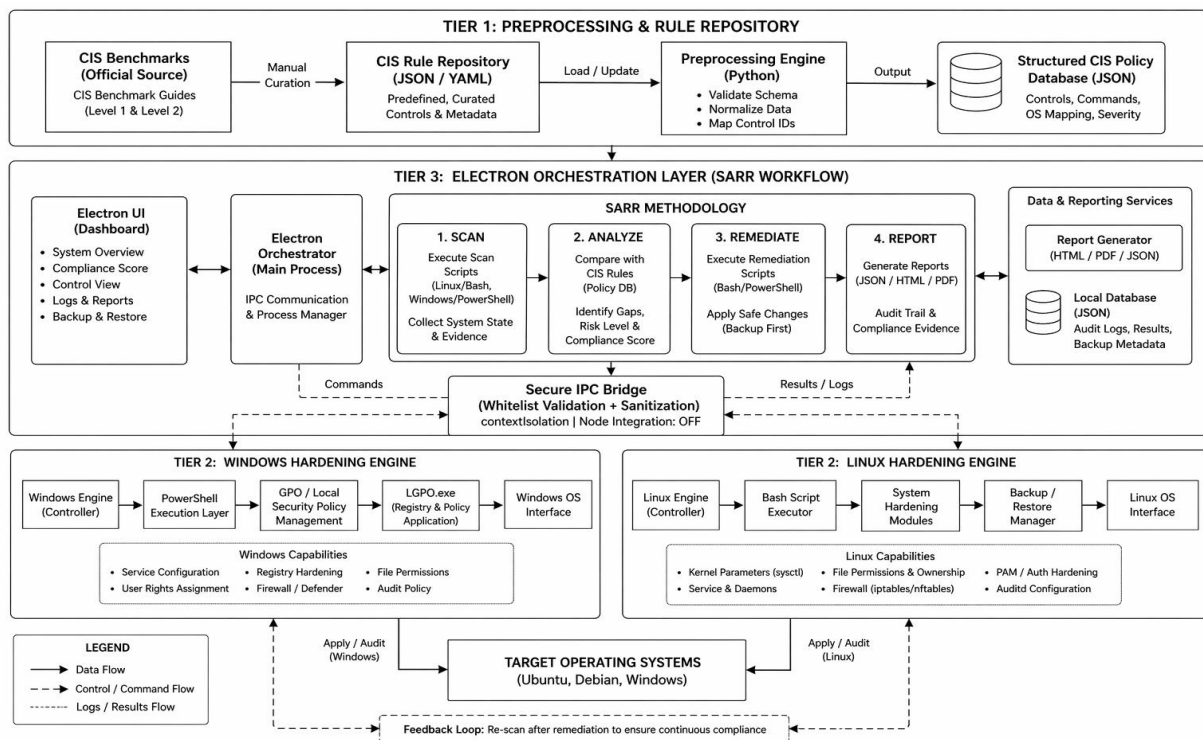 TIER 1: PREPROCESSING & RULE REPOSITORY
CIS Benchmarks
(Official Source)
CIS Benchmark Guides
(Level 1 & Level 2)
Manual
Curation
CIS Rule Repository
(JSON / YAML)
Predefined, Curated
Controls & Metadata
Load / Update
Preprocessing Engine
(Python)
• Validate Schema
• Normalize Data
• Map Control IDs
Output
Structured CIS Policy
Database (JSON)
Controls, Commands,
OS Mapping, Severity
TIER 3: ELECTRON ORCHESTRATION LAYER (SARR WORKFLOW)
Electron UI
(Dashboard)
• System Overview
• Compliance Score
• Control View
• Logs & Reports
• Backup & Restore
Electron
Orchestrator
(Main Process)
IPC Communication
& Process Manager
SARR METHODOLOGY
1. SCAN
Execute Scan
Scripts
(Linux/Bash,
Windows/PowerShell)
Collect System State
& Evidence
2. ANALYZE
Compare with
CIS Rules
(Policy DB)
Identify Gaps,
Risk Level &
Compliance Score
3. REMEDIATE
Execute Remediation
Scripts
(Bash/PowerShell)
Apply Safe Changes
(Backup First)
4. REPORT
Generate Reports
(JSON / HTML / PDF)
Audit Trail &
Compliance Evidence
Data & Reporting Services
Report Generator
(HTML / PDF / JSON)
Local Database
(JSON)
Audit Logs, Results,
Backup Metadata
Commands
Secure IPC Bridge
(Whitelist Validation + Sanitization)
contextIsolation | Node Integration: OFF
Results / Logs
TIER 2: WINDOWS HARDENING ENGINE
Windows Engine
(Controller)
PowerShell
Execution Layer
GPO / Local
Security Policy
Management
LGPO.exe
(Registry & Policy
Application)
Windows OS
Interface
Windows Capabilities
• Service Configuration
• Registry Hardening
• File Permissions
• User Rights Assignment
• Firewall / Defender
• Audit Policy
TIER 2: LINUX HARDENING ENGINE
Linux Engine
(Controller)
Bash Script
Executor
System
Hardening
Modules
Backup /
Restore
Manager
Linux OS
Interface
Linux Capabilities
• Kernel Parameters (sysctl)
• File Permissions & Ownership
• PAM / Auth Hardening
• Service & Daemons
• Firewall (iptables/nftables)
• Auditd Configuration
LEGEND
Data Flow
Control / Command Flow
Logs / Results Flow
Apply / Audit
(Windows)
TARGET OPERATING SYSTEMS
(Ubuntu, Debian, Windows)
Apply / Audit
(Linux)
Feedback Loop: Re-scan after remediation to ensure continuous compliance